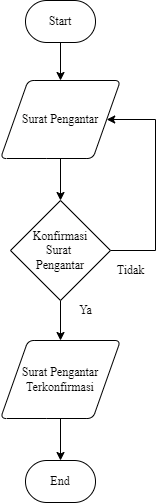 Start
Surat Pengantar
Konfirmasi
Surat
Pengantar
Tidak
Ya
Surat Pengantar
Terkonfirmasi
End